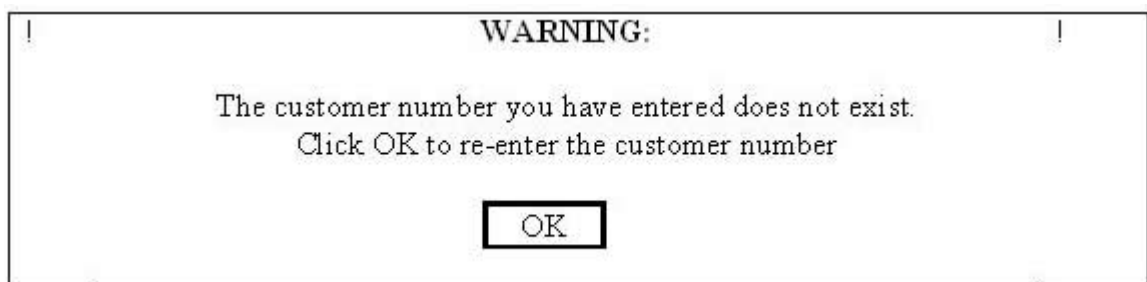 ! WARNING: !
The customer number you have entered does not exist.
Click OK to re-enter the customer number
OK